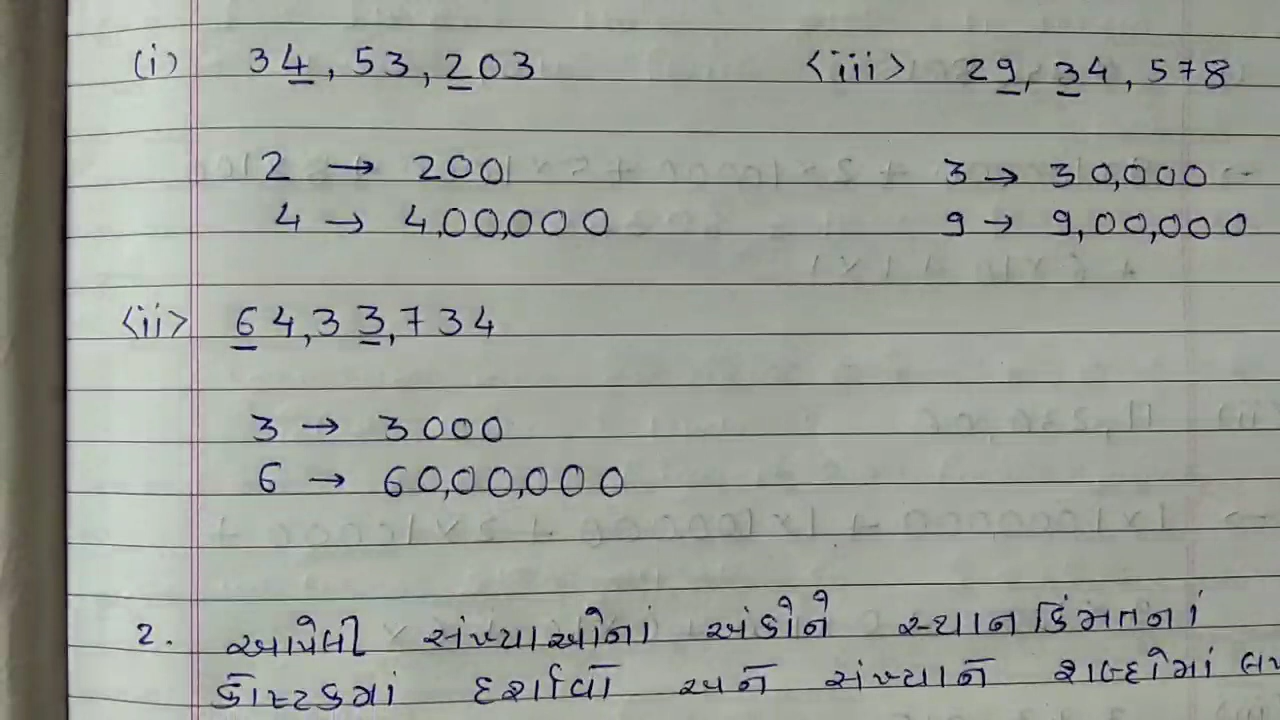 (i) 34,53,203 <iii> 29,34,578
2 → 200 3 → 30,000
4 → 4,00,000 9 → 9,00,000
<ii> 64,33,734
3 → 3000
6 → 60,00,000
2. આપેલી સંખ્યાઓનાં અંકોને સ્થાનકિંમતનાં
કોષ્ટકમાં દર્શાવો અને સંખ્યાને શબ્દોમાં